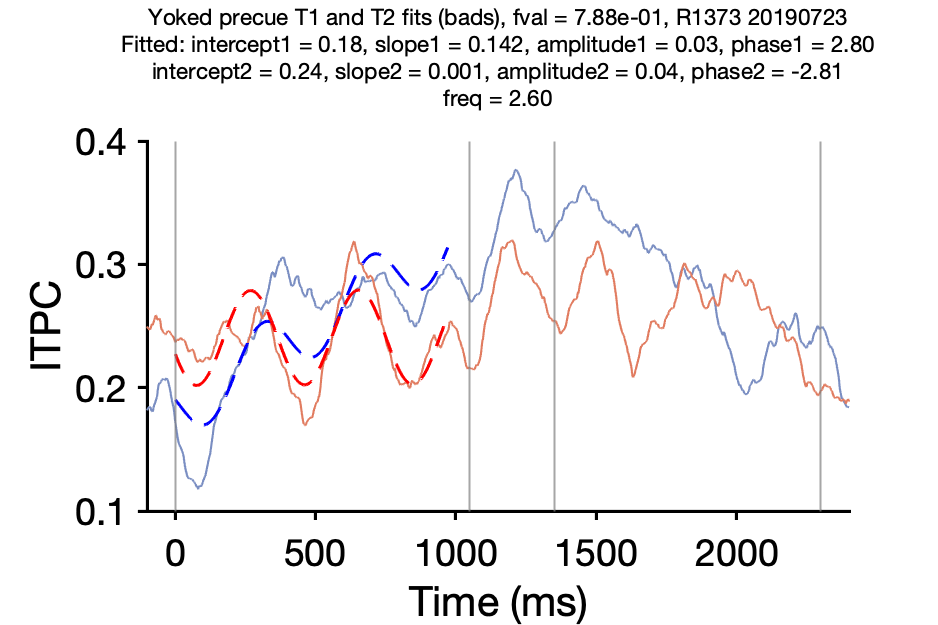 Yoked precue T1 and T2 fits (bads), fval = 7.88e-01, R1373 20190723
Fitted: intercept1 = 0.18, slope1 = 0.142, amplitude1 = 0.03, phase1 = 2.80
intercept2 = 0.24, slope2 = 0.001, amplitude2 = 0.04, phase2 = -2.81
freq = 2.60
0.4
0.3
0.2
0.1
ITPC
0 500 1000 1500 2000
Time (ms)